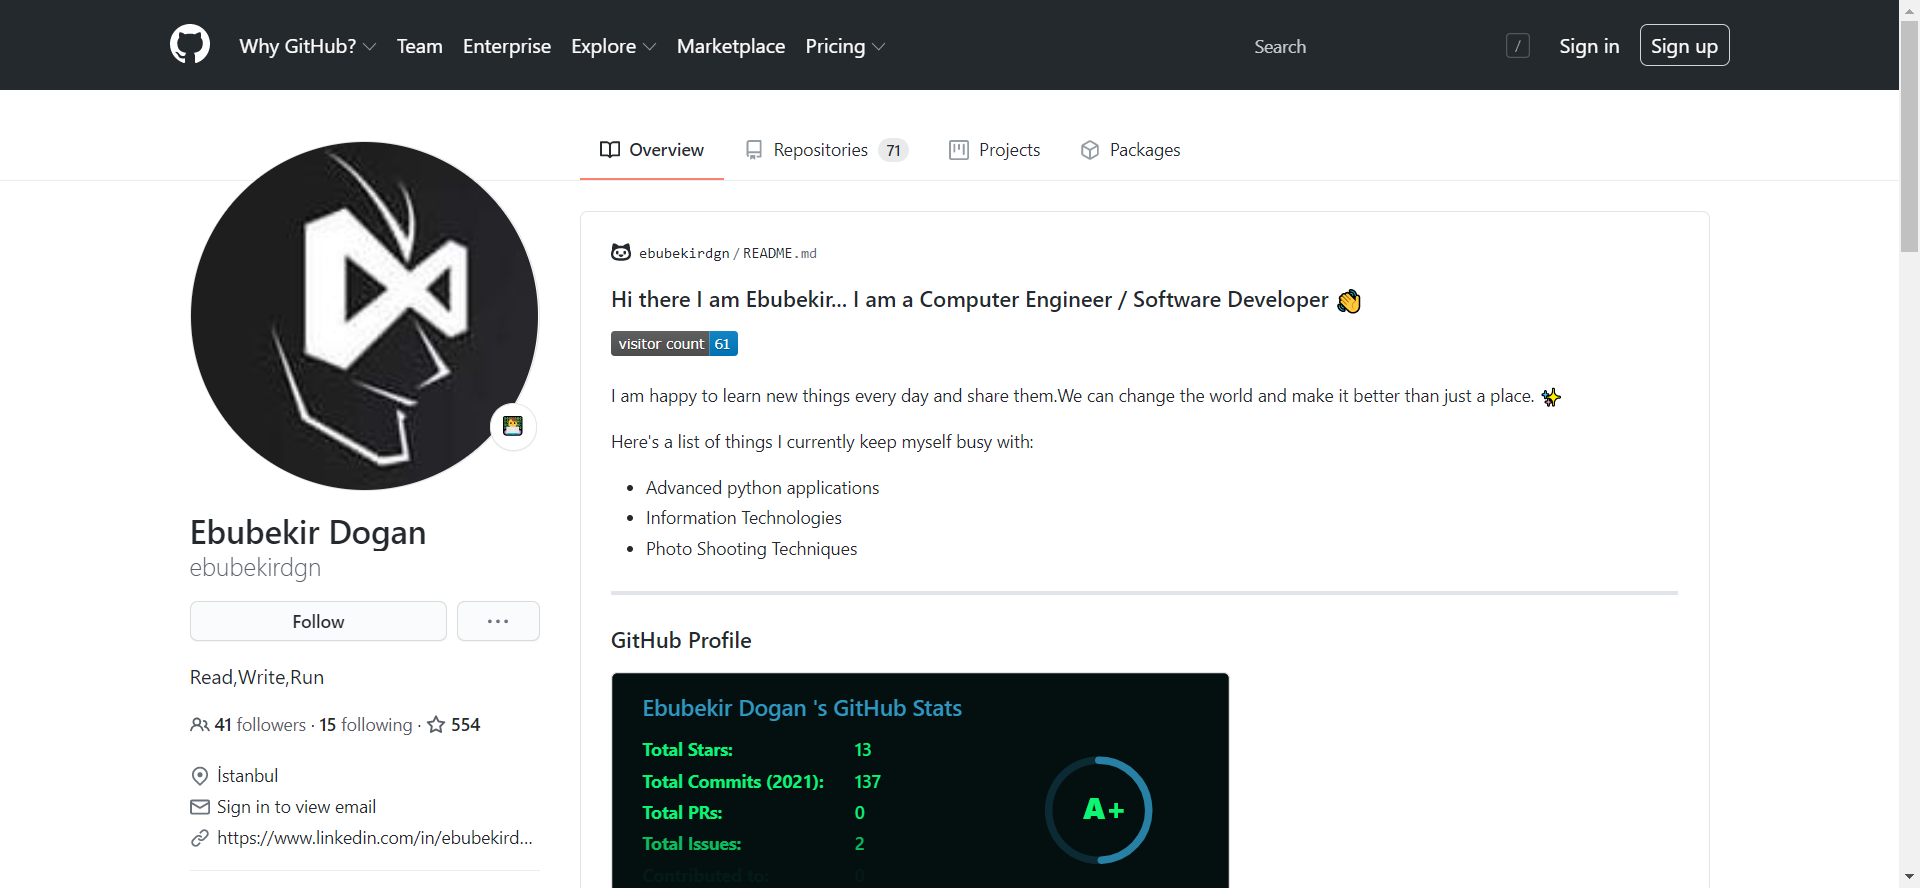 Why GitHub? Team Enterprise Explore Marketplace Pricing Search / Sign in Sign up
Overview Repositories 71 Projects Packages
Ebubekir Dogan
ebubekirdgn
Follow ...
Read,Write,Run
41 followers · 15 following · 554
İstanbul
Sign in to view email
https://www.linkedin.com/in/ebubekird...
ebubekirdgn/README.md
Hi there I am Ebubekir... I am a Computer Engineer / Software Developer 👋
visitor count 61
I am happy to learn new things every day and share them.We can change the world and make it better than just a place. ✨
Here's a list of things I currently keep myself busy with:
• Advanced python applications
• Information Technologies
• Photo Shooting Techniques
GitHub Profile
Ebubekir Dogan 's GitHub Stats
Total Stars: 13
Total Commits (2021): 137
Total PRs: 0
Total Issues: 2
Contributed to: 0
A+